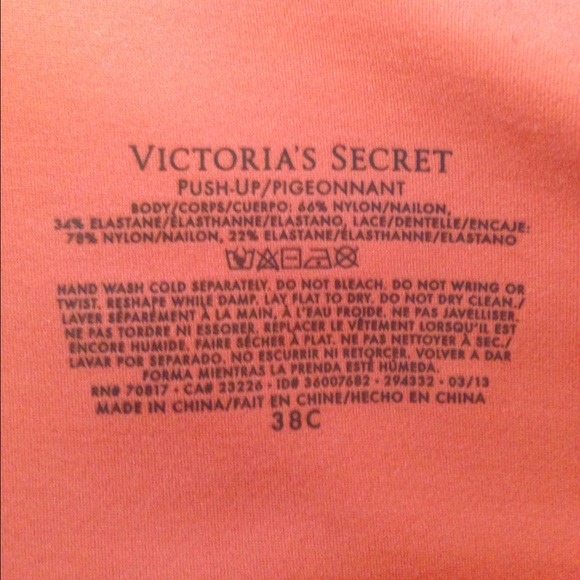 VICTORIA'S SECRET
PUSH-UP/PIGEONNANT
BODY/CORPS/CUERPO: 66% NYLON/NAILON,
34% ELASTANE/ÉLASTHANNE/ELASTANO, LACE/DENTELLE/ENCAJE:
78% NYLON/NAILON, 22% ELASTANE/ÉLASTHANNE/ELASTANO
HAND WASH COLD SEPARATELY. DO NOT BLEACH. DO NOT WRING OR
TWIST. RESHAPE WHILE DAMP. LAY FLAT TO DRY. DO NOT DRY CLEAN./
LAVER SÉPARÉMENT À LA MAIN, À L'EAU FROIDE. NE PAS JAVELLISER.
NE PAS TORDRE NI ESSORER. REPLACER LE VÊTEMENT LORSQU'IL EST
ENCORE HUMIDE. FAIRE SÉCHER À PLAT. NE PAS NETTOYER À SEC./
LAVAR POR SEPARADO. NO ESCURRIR NI RETORCER. VOLVER A DAR
FORMA MIENTRAS LA PRENDA ESTÉ HÚMEDA.
RN# 70817 • CA# 23226 • ID# 36007682 • 294332 • 03/13
MADE IN CHINA/FAIT EN CHINE/HECHO EN CHINA
38C